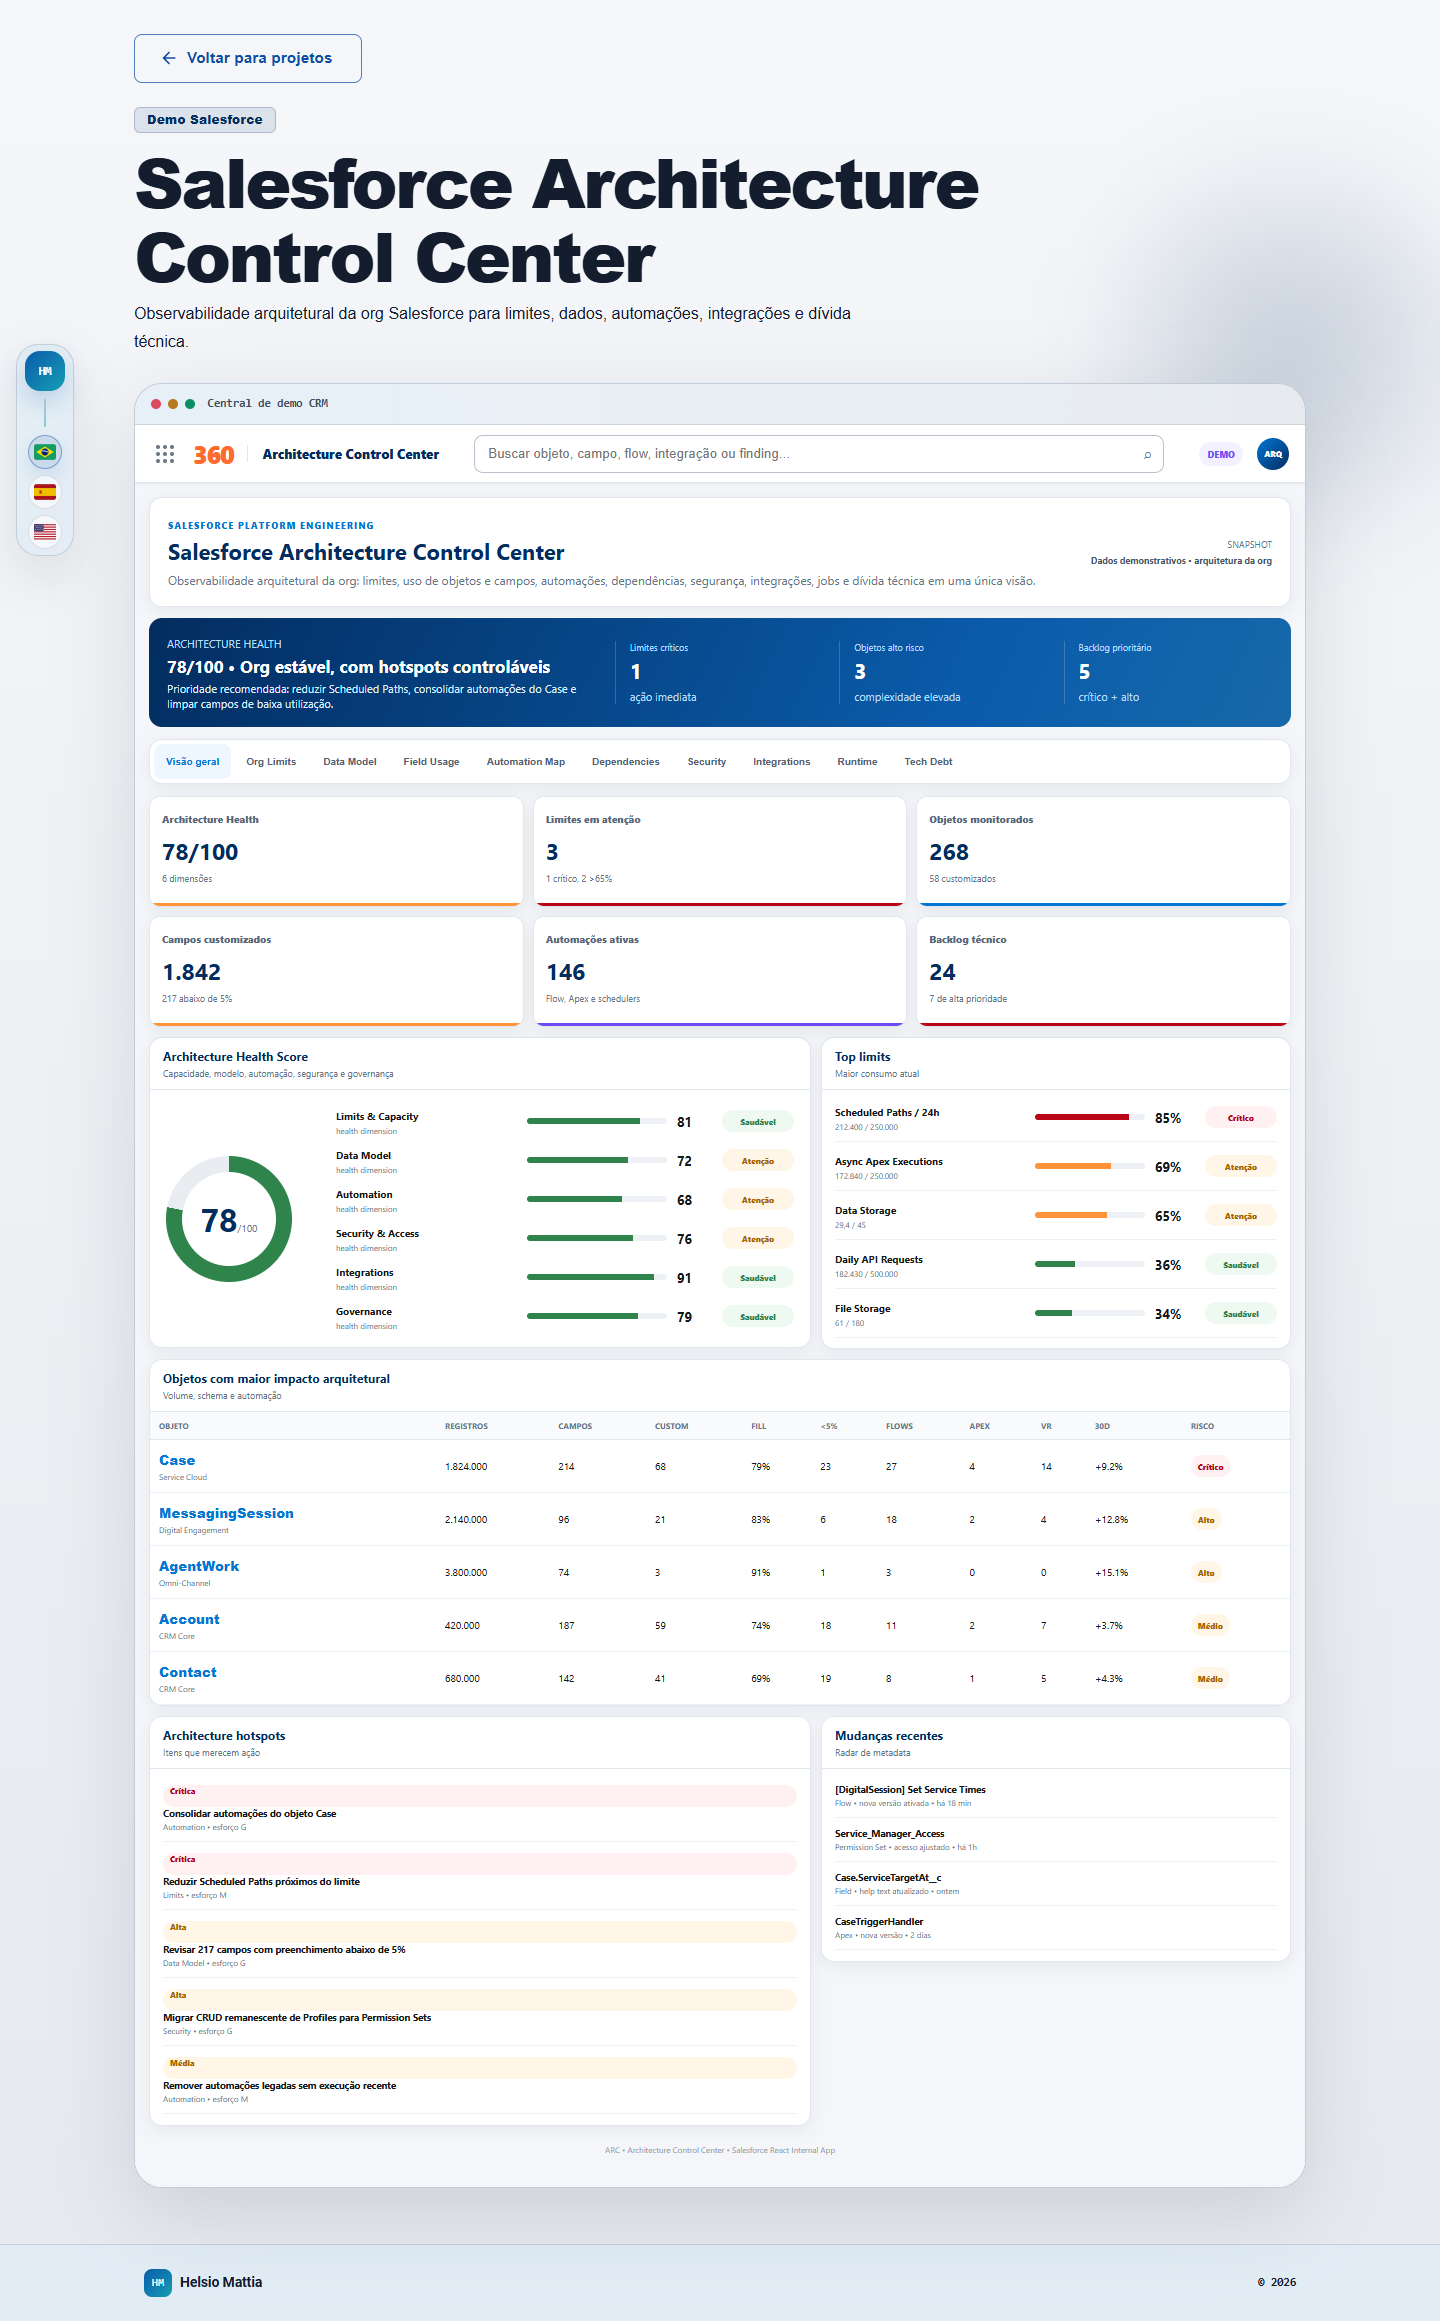 ← Voltar para projetos
Demo Salesforce
Salesforce Architecture
Control Center
Observabilidade arquitetural da org Salesforce para limites, dados, automações, integrações e dívida
técnica.
HM
Central de demo CRM
360
Architecture Control Center
Buscar objeto, campo, flow, integração ou finding...
DEMO
ARQ
SALESFORCE PLATFORM ENGINEERING
Salesforce Architecture Control Center
Observabilidade arquitetural da org: limites, uso de objetos e campos, automações, dependências, segurança, integrações, jobs e dívida técnica em uma única visão.
SNAPSHOT
Dados demonstrativos • arquitetura da org
ARCHITECTURE HEALTH
78/100 • Org estável, com hotspots controláveis
Prioridade recomendada: reduzir Scheduled Paths, consolidar automações do Case e
limpar campos de baixa utilização.
Limites críticos
1
ação imediata
Objetos alto risco
3
complexidade elevada
Backlog prioritário
5
crítico + alto
Visão geral Org Limits Data Model Field Usage Automation Map Dependencies Security Integrations Runtime Tech Debt
Architecture Health
78/100
6 dimensões
Limites em atenção
3
1 crítico, 2 >65%
Objetos monitorados
268
58 customizados
Campos customizados
1.842
217 abaixo de 5%
Automações ativas
146
Flow, Apex e schedulers
Backlog técnico
24
7 de alta prioridade
Architecture Health Score
Capacidade, modelo, automação, segurança e governança
78/100
Limits & Capacity 81 Saudável
health dimension
Data Model 72 Atenção
health dimension
Automation 68 Atenção
health dimension
Security & Access 76 Atenção
health dimension
Integrations 91 Saudável
health dimension
Governance 79 Saudável
health dimension
Top limits
Maior consumo atual
Scheduled Paths / 24h 85% Crítico
212.400 / 250.000
Async Apex Executions 69% Atenção
172.840 / 250.000
Data Storage 65% Atenção
29,4 / 45
Daily API Requests 36% Saudável
182.430 / 500.000
File Storage 34% Saudável
61 / 180
Objetos com maior impacto arquitetural
Volume, schema e automação
OBJETO REGISTROS CAMPOS CUSTOM FILL <5% FLOWS APEX VR 30D RISCO
Case 1.824.000 214 68 79% 23 27 4 14 +9.2% Crítico
Service Cloud
MessagingSession 2.140.000 96 21 83% 6 18 2 4 +12.8% Alto
Digital Engagement
AgentWork 3.800.000 74 3 91% 1 3 0 0 +15.1% Alto
Omni-Channel
Account 420.000 187 59 74% 18 11 2 7 +3.7% Médio
CRM Core
Contact 680.000 142 41 69% 19 8 1 5 +4.3% Médio
CRM Core
Architecture hotspots
Itens que merecem ação
Crítica
Consolidar automações do objeto Case
Automation • esforço G
Crítica
Reduzir Scheduled Paths próximos do limite
Limits • esforço M
Alta
Revisar 217 campos com preenchimento abaixo de 5%
Data Model • esforço G
Alta
Migrar CRUD remanescente de Profiles para Permission Sets
Security • esforço G
Média
Remover automações legadas sem execução recente
Automation • esforço M
Mudanças recentes
Radar de metadata
[DigitalSession] Set Service Times
Flow • nova versão ativada • há 18 min
Service_Manager_Access
Permission Set • acesso ajustado • há 1h
Case.ServiceTargetAt__c
Field • help text atualizado • ontem
CaseTriggerHandler
Apex • nova versão • 2 dias
ARC • Architecture Control Center • Salesforce React Internal App
HM Helsio Mattia
© 2026